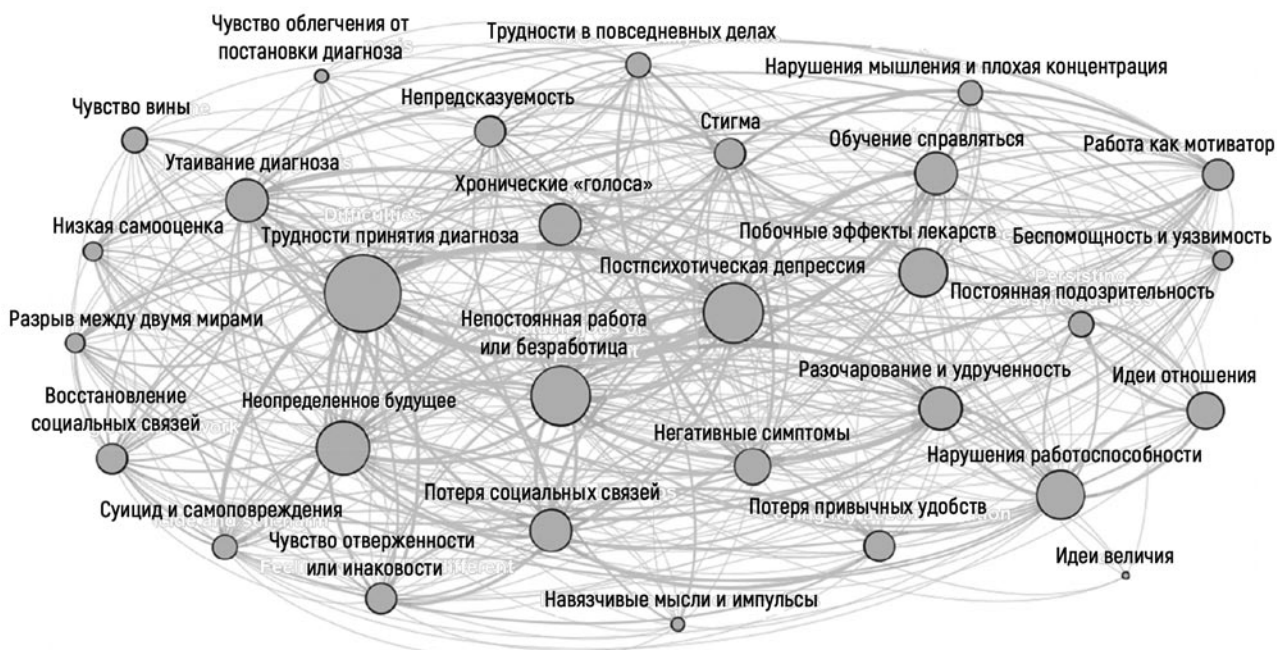 Чувство облегчения от
постановки диагноза
Трудности в повседневных делах
Нарушения мышления и плохая концентрация
Чувство вины
Непредсказуемость
Стигма
Обучение справляться
Работа как мотиватор
Утаивание диагноза
Хронические «голоса»
Низкая самооценка
Трудности принятия диагноза
Побочные эффекты лекарств
Беспомощность и уязвимость
Постпсихотическая депрессия
Постоянная подозрительность
Разрыв между двумя мирами
Непостоянная работа
или безработица
Разочарование и удрученность
Идеи отношения
Восстановление
социальных связей
Неопределенное будущее
Негативные симптомы
Нарушения работоспособности
Суицид и самоповреждения
Потеря социальных связей
Потеря привычных удобств
Чувство отверженности
или инаковости
Идеи величия
Навязчивые мысли и импульсы
Difficulties
Persisting